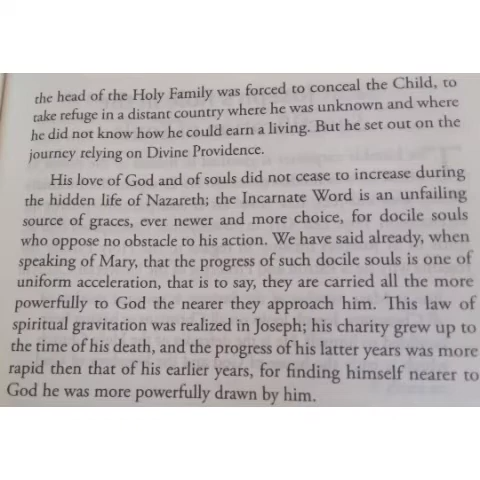 the head of the Holy Family was forced to conceal the Child, to
take refuge in a distant country where he was unknown and where
he did not know how he could earn a living. But he set out on the
journey relying on Divine Providence.
His love of God and of souls did not cease to increase during
the hidden life of Nazareth; the Incarnate Word is an unfailing
source of graces, ever newer and more choice, for docile souls
who oppose no obstacle to his action. We have said already, when
speaking of Mary, that the progress of such docile souls is one of
uniform acceleration, that is to say, they are carried all the more
powerfully to God the nearer they approach him. This law of
spiritual gravitation was realized in Joseph; his charity grew up to
the time of his death, and the progress of his latter years was more
rapid then that of his earlier years, for finding himself nearer to
God he was more powerfully drawn by him.